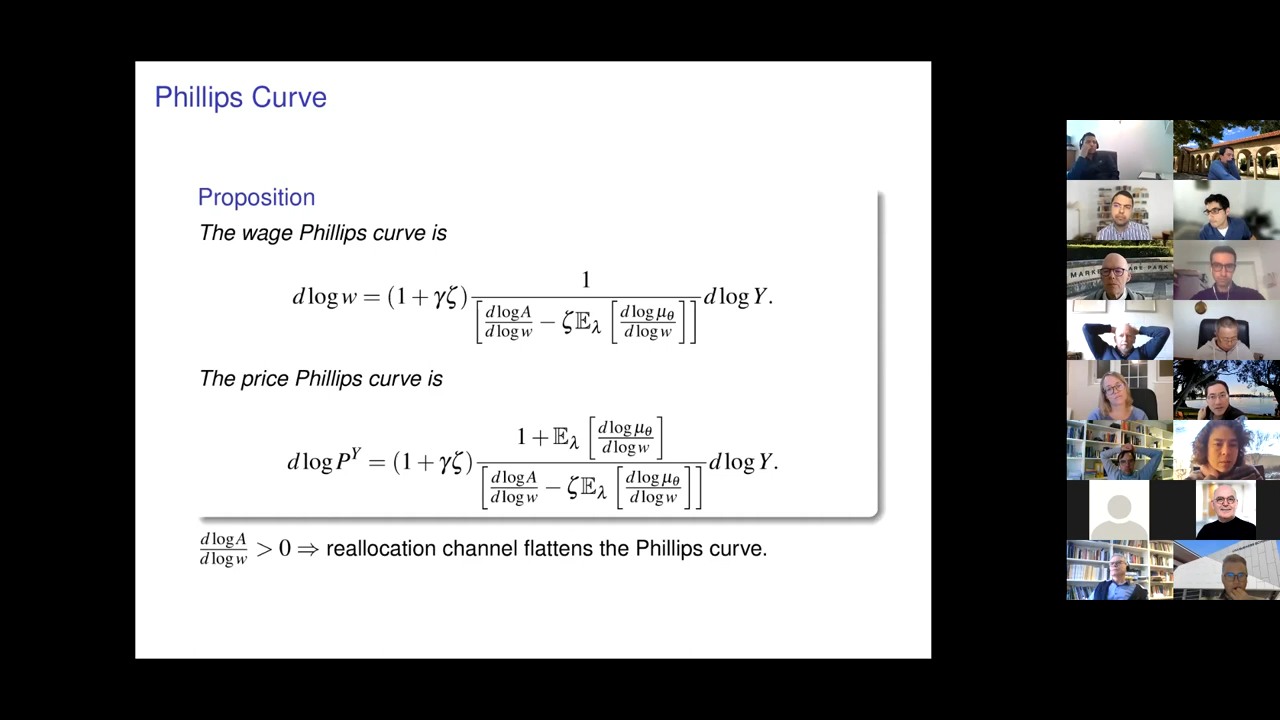 Phillips Curve
Proposition
The wage Phillips curve is
d log w = (1 + γζ) 1 / [ d log A / d log w − ζ𝔼_λ [ d log μ_θ / d log w ] ] d log Y.
The price Phillips curve is
d log P^Y = (1 + γζ) 1 + 𝔼_λ [ d log μ_θ / d log w ] / [ d log A / d log w − ζ𝔼_λ [ d log μ_θ / d log w ] ] d log Y.
d log A / d log w > 0 ⇒ reallocation channel flattens the Phillips curve.